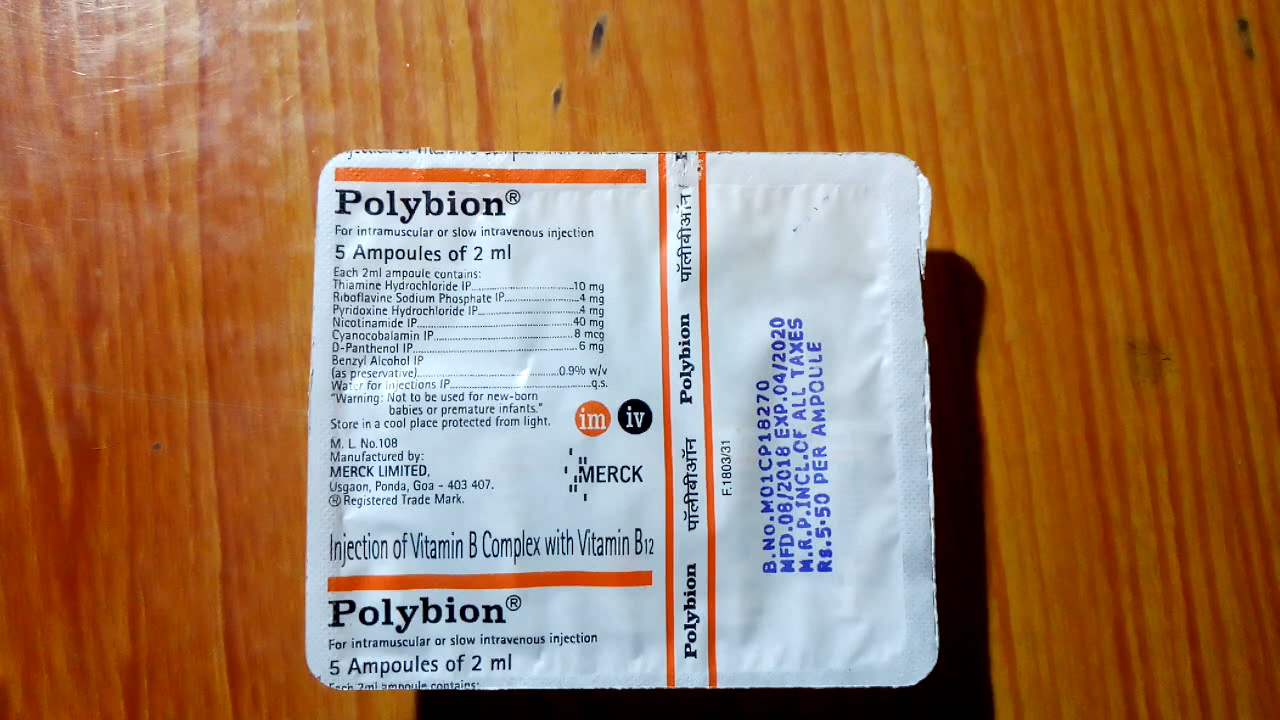 Polybion®
For intramuscular or slow intravenous injection
5 Ampoules of 2 ml
Each 2ml ampoule contains:
Thiamine Hydrochloride IP..........................10 mg
Riboflavine Sodium Phosphate IP..................4 mg
Pyridoxine Hydrochloride IP.........................4 mg
Nicotinamide IP.......................................40 mg
Cyanocobalamin IP...................................8 mcg
D-Panthenol IP..........................................6 mg
Benzyl Alcohol IP
(as preservative)...................................0.9% w/v
Water for Injections IP................................q.s.
"Warning: Not to be used for new-born
babies or premature infants."
Store in a cool place protected from light.
im iv
M. L. No.108
Manufactured by:
MERCK LIMITED,
Usgaon, Ponda, Goa - 403 407.
® Registered Trade Mark.
MERCK
Injection of Vitamin B Complex with Vitamin B12
Polybion®
For intramuscular or slow intravenous injection
5 Ampoules of 2 ml
Each 2ml ampoule contains:
पॉलीबीऑन
Polybion
पॉलीबीऑन
Polybion
F.1803/31
B.No.M01CP18270
MFD.08/2018 EXP.04/2020
M.R.P.INCL.OF ALL TAXES
Rs.5.50 PER AMPOULE